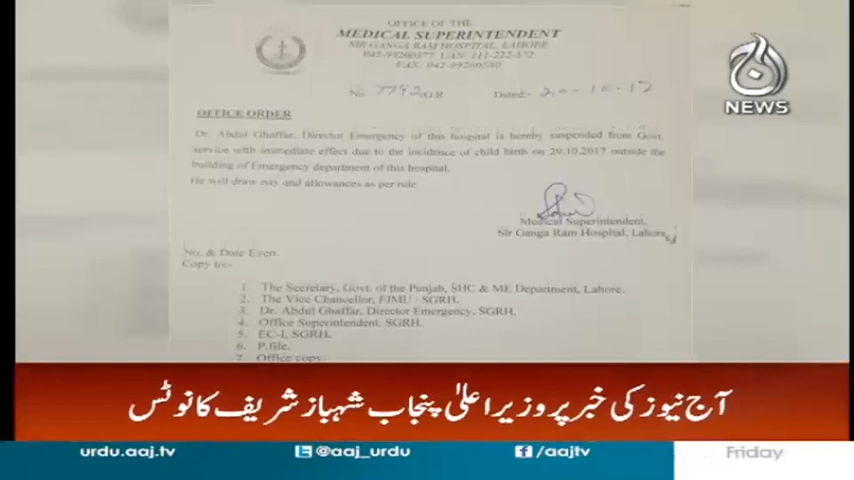 OFFICE OF THE
MEDICAL SUPERINTENDENT
SIR GANGA RAM HOSPITAL, LAHORE
042-99200577 UAN: 111-222-572
FAX: 042-99200580
No. 7792/G.R Dated:- 20-10-17
OFFICE ORDER
Dr. Abdul Ghaffar, Director Emergency of this hospital is hereby suspended from Govt.
service with immediate effect due to the incidence of child birth on 20.10.2017 outside the
building of Emergency department of this hospital.
He will draw pay and allowances as per rule
Medical Superintendent,
Sir Ganga Ram Hospital, Lahore
No. & Date Even.
Copy to:-
1. The Secretary, Govt. of the Punjab, SHC & ME Department, Lahore.
2. The Vice Chancellor, FJMU - SGRH.
3. Dr. Abdul Ghaffar, Director Emergency, SGRH.
4. Office Superintendent, SGRH.
5. EC-I, SGRH.
6. P.file.
7. Office copy.
آج
NEWS
آج نیوز کی خبر پر وزیراعلیٰ پنجاب شہباز شریف کا نوٹس
urdu.aaj.tv @aaj_urdu f/aajtv Friday